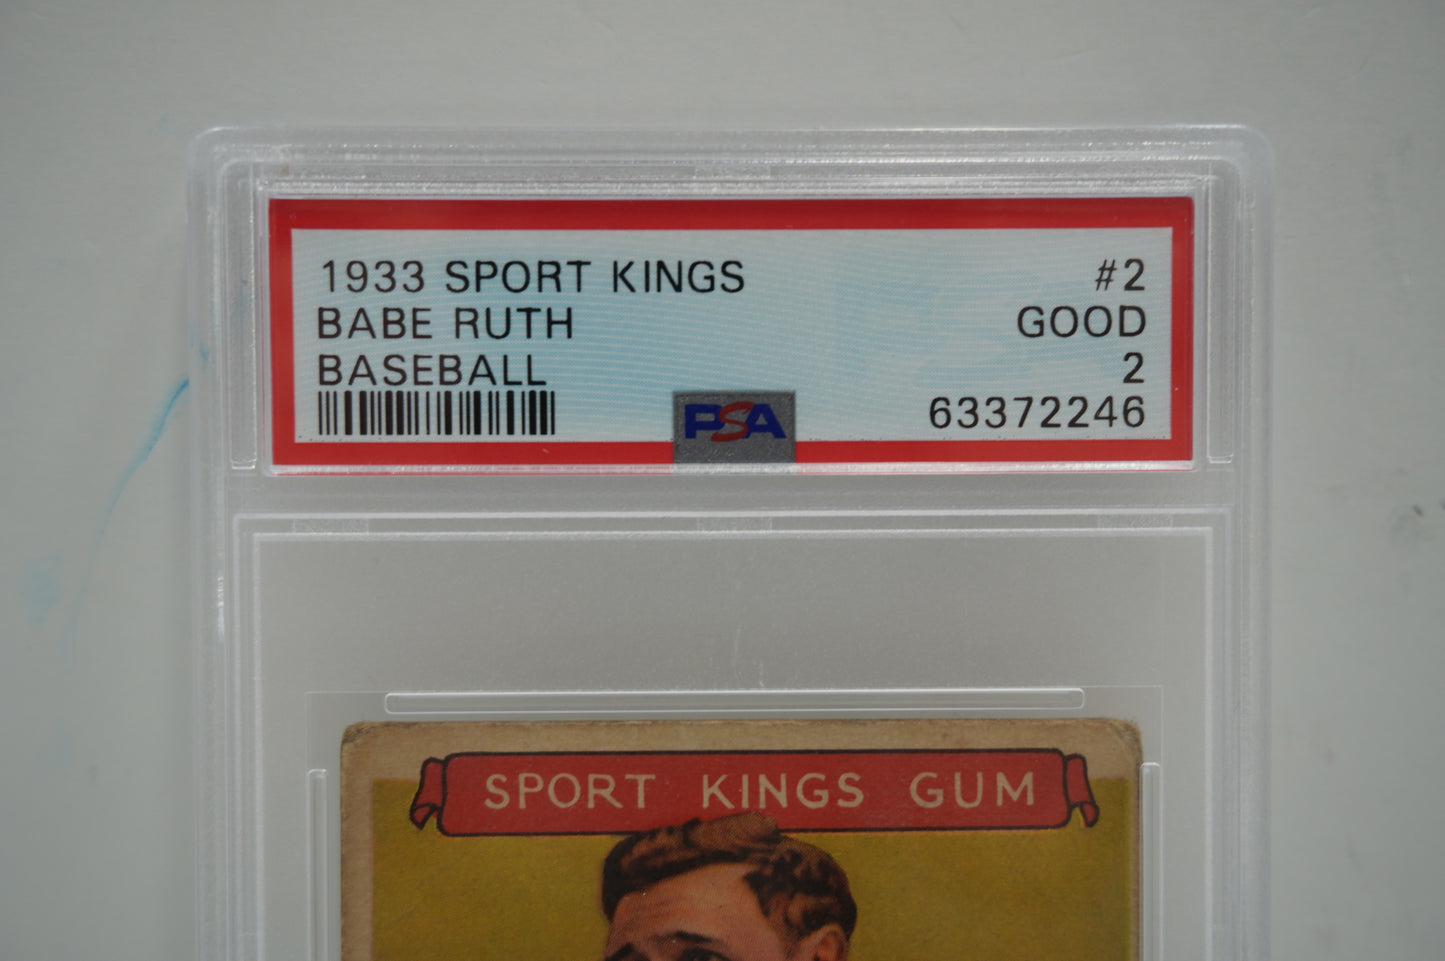 1933 SPORT KINGS #2
BABE RUTH GOOD
BASEBALL 2
PSA 63372246
SPORT KINGS GUM